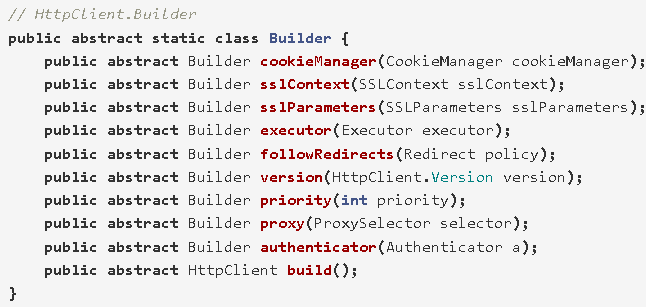 // HttpClient.Builder
public abstract static class Builder {
    public abstract Builder cookieManager(CookieManager cookieManager);
    public abstract Builder sslContext(SSLContext sslContext);
    public abstract Builder sslParameters(SSLParameters sslParameters);
    public abstract Builder executor(Executor executor);
    public abstract Builder followRedirects(Redirect policy);
    public abstract Builder version(HttpClient.Version version);
    public abstract Builder priority(int priority);
    public abstract Builder proxy(ProxySelector selector);
    public abstract Builder authenticator(Authenticator a);
    public abstract HttpClient build();
}